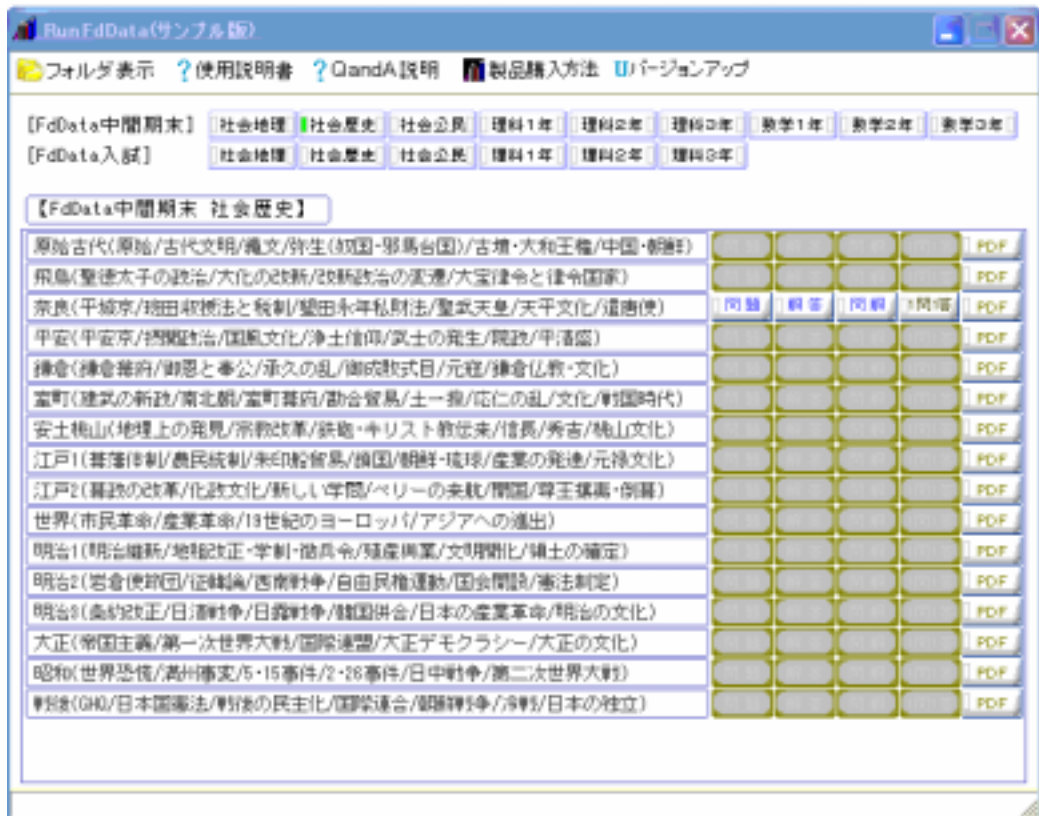 RunFdData(サンプル版)
フォルダ表示 ?使用説明書 ?QandA説明 製品購入方法 Uバージョンアップ
[FdData中間期末] 社会地理 社会歴史 社会公民 理科1年 理科2年 理科3年 数学1年 数学2年 数学3年
[FdData入試] 社会地理 社会歴史 社会公民 理科1年 理科2年 理科3年
【FdData中間期末 社会歴史】
原始古代(原始/古代文明/縄文/弥生(奴国・邪馬台国)/古墳・大和王権/中国・朝鮮) PDF
飛鳥(聖徳太子の政治/大化の改新/改新政治の変遷/大宝律令と律令国家) PDF
奈良(平城京/班田収授法と税制/墾田永年私財法/聖武天皇/天平文化/遣唐使) 問題 解答 問解 1問1答 PDF
平安(平安京/摂関政治/国風文化/浄土信仰/武士の発生/院政/平清盛) PDF
鎌倉(鎌倉幕府/御恩と奉公/承久の乱/御成敗式目/元寇/鎌倉仏教・文化) PDF
室町(建武の新政/南北朝/室町幕府/勘合貿易/土一揆/応仁の乱/文化/戦国時代) PDF
安土桃山(地理上の発見/宗教改革/鉄砲・キリスト教伝来/信長/秀吉/桃山文化) PDF
江戸1(幕藩体制/農民統制/朱印船貿易/鎖国/朝鮮・琉球/産業の発達/元禄文化) PDF
江戸2(幕政の改革/化政文化/新しい学問/ペリーの来航/開国/尊王攘夷・倒幕) PDF
世界(市民革命/産業革命/19世紀のヨーロッパ/アジアへの進出) PDF
明治1(明治維新/地租改正・学制・徴兵令/殖産興業/文明開化/領土の確定) PDF
明治2(岩倉使節団/征韓論/西南戦争/自由民権運動/国会開設/憲法制定) PDF
明治3(条約改正/日清戦争/日露戦争/韓国併合/日本の産業革命/明治の文化) PDF
大正(帝国主義/第一次世界大戦/国際連盟/大正デモクラシー/大正の文化) PDF
昭和(世界恐慌/満州事変/5・15事件/2・26事件/日中戦争/第二次世界大戦) PDF
戦後(GHQ/日本国憲法/戦後の民主化/国際連合/朝鮮戦争/冷戦/日本の独立) PDF